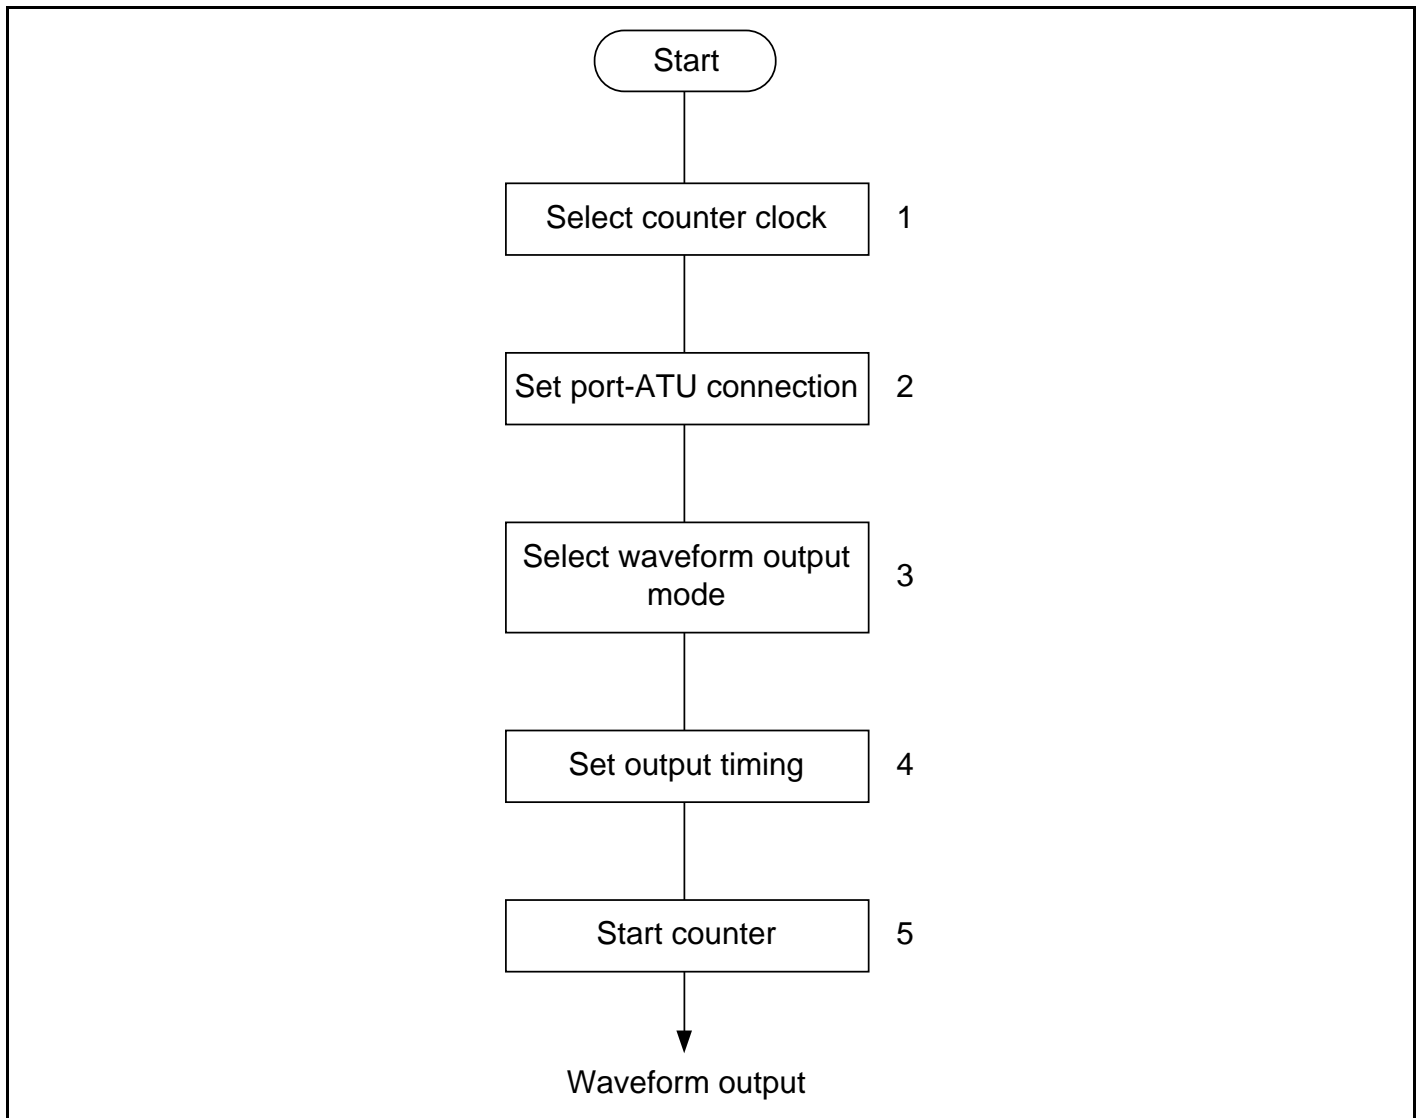 Start
Select counter clock 1
Set port-ATU connection 2
Select waveform output
mode
3
Set output timing 4
Start counter 5
Waveform output